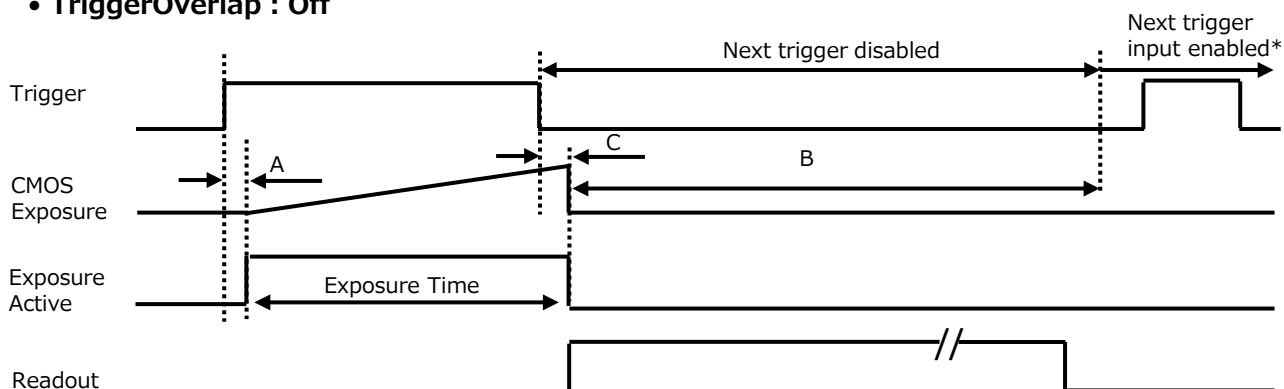 • TriggerOverlap : Off
Next trigger
input enabled*
Next trigger disabled
Trigger
C
A
B
CMOS
Exposure
Exposure
Active
Exposure Time
Readout